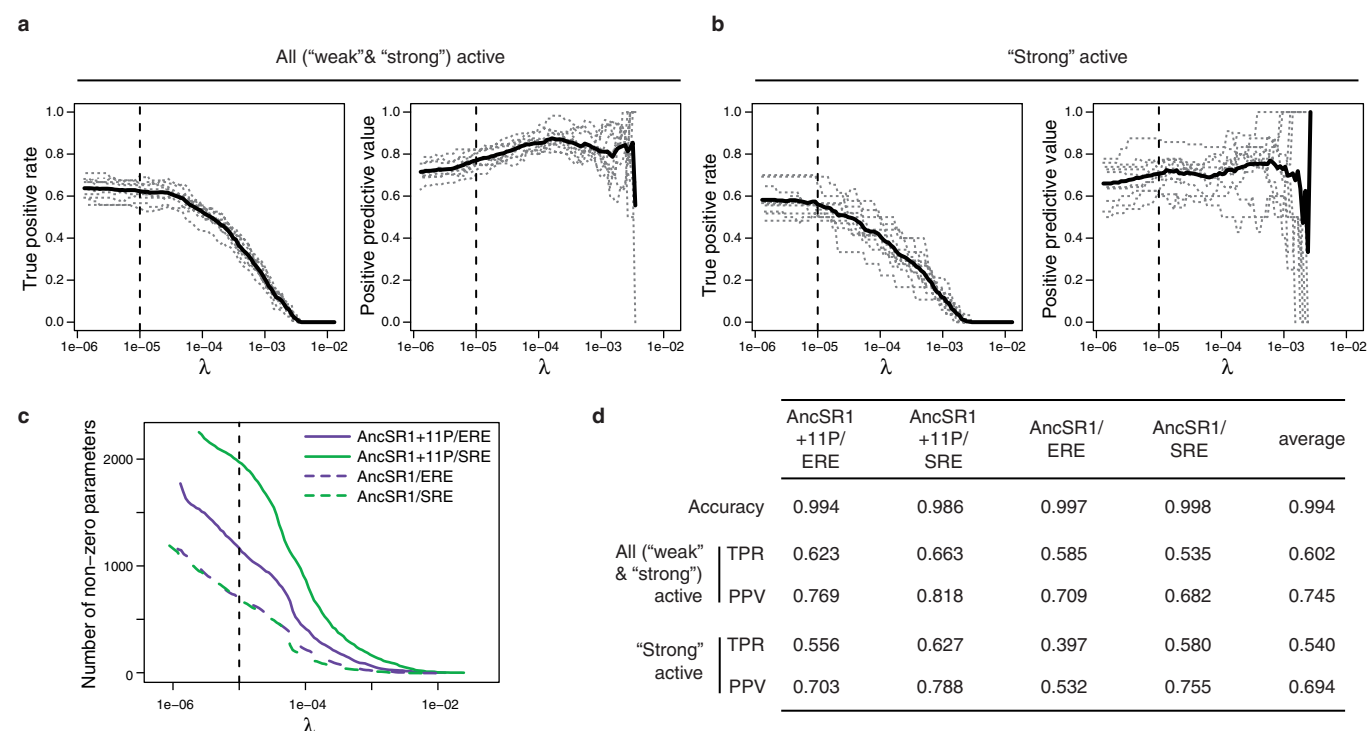 a
All ("weak"& "strong") active
True positive rate
1.0
0.8
0.6
0.4
0.2
0.0
1e−06 1e−05 1e−04 1e−03 1e−02
λ
Positive predictive value
1.0
0.8
0.6
0.4
0.2
0.0
1e−06 1e−05 1e−04 1e−03 1e−02
λ
b
"Strong" active
True positive rate
1.0
0.8
0.6
0.4
0.2
0.0
1e−06 1e−05 1e−04 1e−03 1e−02
λ
Positive predictive value
1.0
0.8
0.6
0.4
0.2
0.0
1e−06 1e−05 1e−04 1e−03 1e−02
λ
c
Number of non−zero parameters
2000
1000
0
AncSR1+11P/ERE
AncSR1+11P/SRE
AncSR1/ERE
AncSR1/SRE
1e−06 1e−04 1e−02
λ
d
AncSR1 +11P/ ERE
AncSR1 +11P/ SRE
AncSR1/ ERE
AncSR1/ SRE
average
Accuracy 0.994 0.986 0.997 0.998 0.994
All ("weak" & "strong") active
TPR 0.623 0.663 0.585 0.535 0.602
PPV 0.769 0.818 0.709 0.682 0.745
"Strong" active
TPR 0.556 0.627 0.397 0.580 0.540
PPV 0.703 0.788 0.532 0.755 0.694